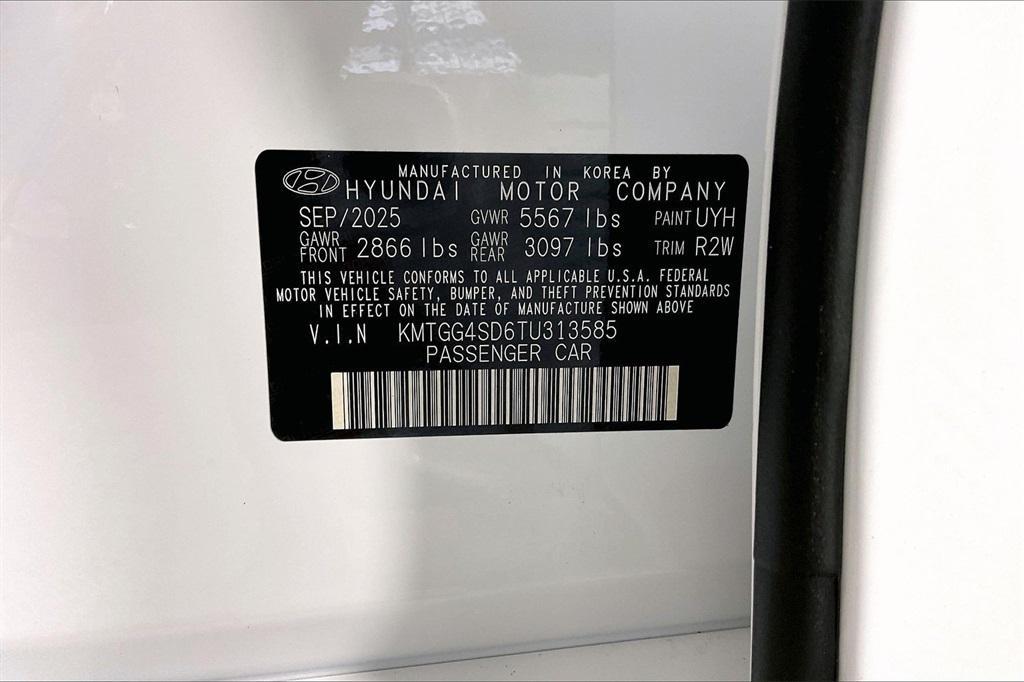 MANUFACTURED IN KOREA BY
HYUNDAI MOTOR COMPANY
SEP/2025 GVWR 5567 lbs PAINT UYH
GAWR FRONT 2866 lbs GAWR REAR 3097 lbs TRIM R2W
THIS VEHICLE CONFORMS TO ALL APPLICABLE U.S.A. FEDERAL
MOTOR VEHICLE SAFETY, BUMPER, AND THEFT PREVENTION STANDARDS
IN EFFECT ON THE DATE OF MANUFACTURE SHOWN ABOVE
V.I.N KMTGG4SD6TU313585
PASSENGER CAR